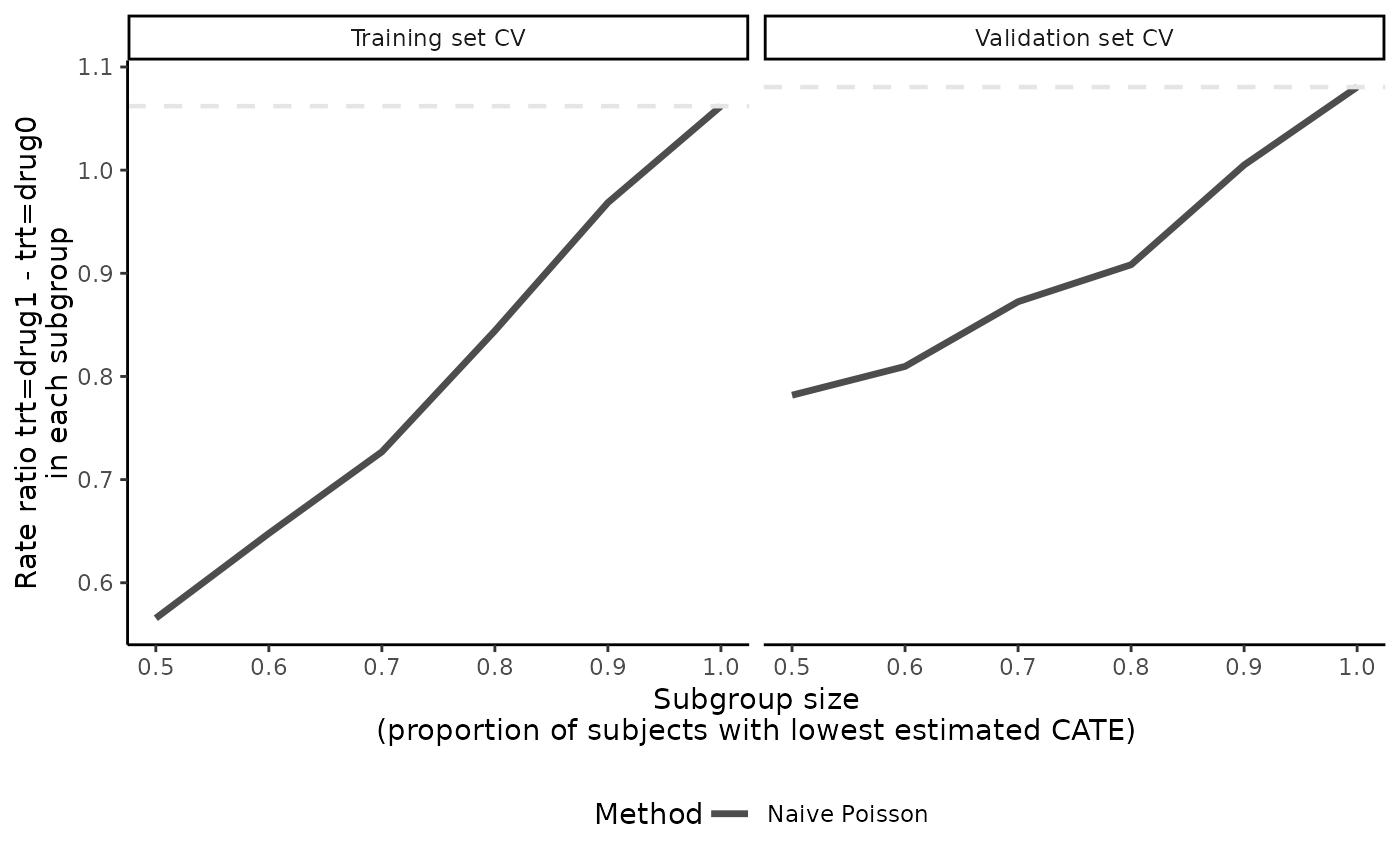 Training set CV
Validation set CV
Rate ratio trt=drug1 - trt=drug0
in each subgroup
1.1
1.0
0.9
0.8
0.7
0.6
0.5 0.6 0.7 0.8 0.9 1.0
0.5 0.6 0.7 0.8 0.9 1.0
Subgroup size
(proportion of subjects with lowest estimated CATE)
Method Naive Poisson